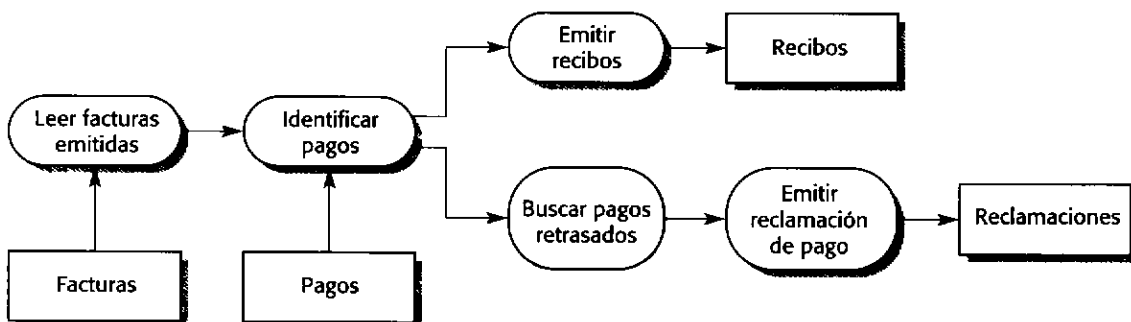 Emitir
recibos
Recibos
Leer facturas
emitidas
Identificar
pagos
Buscar pagos
retrasados
Emitir
reclamación
de pago
Reclamaciones
Facturas
Pagos